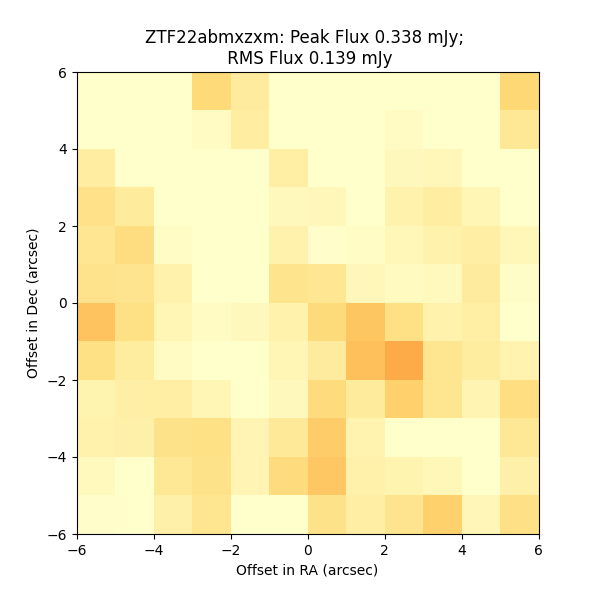 ZTF22abmxzxm: Peak Flux 0.338 mJy;
RMS Flux 0.139 mJy
6
4
2
0
−2
−4
−6
Offset in Dec (arcsec)
−6 −4 −2 0 2 4 6
Offset in RA (arcsec)